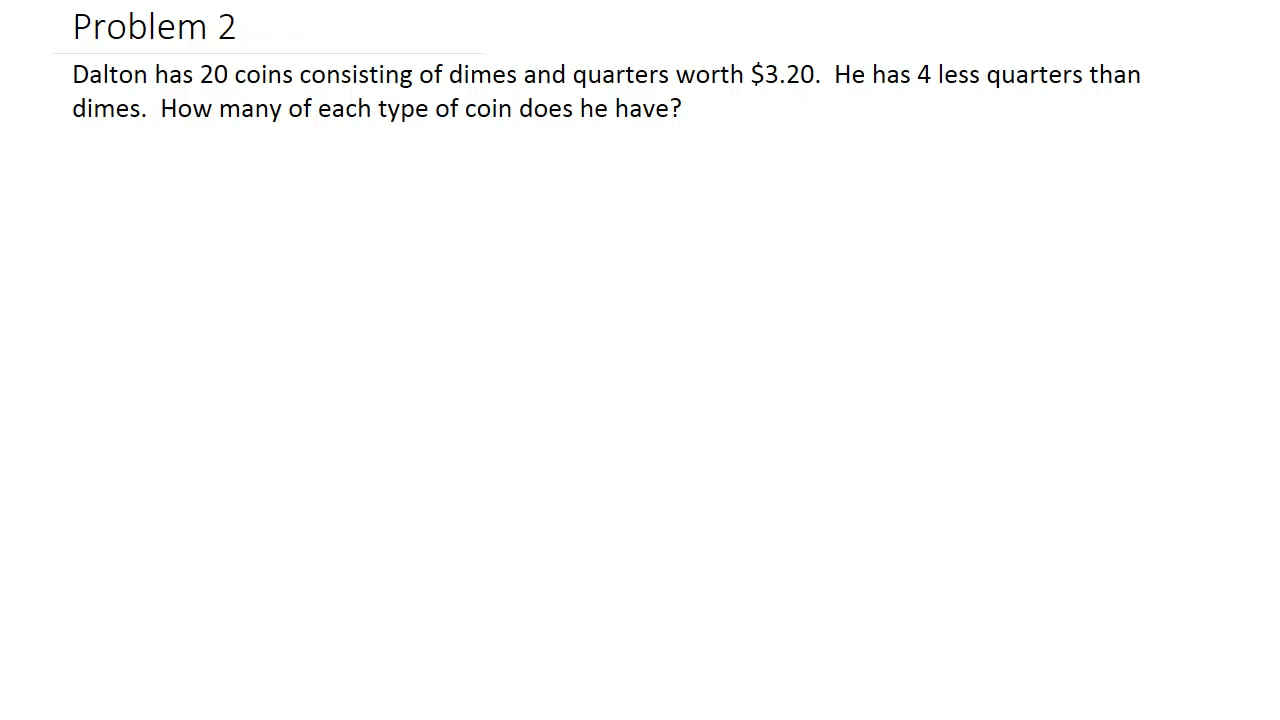 Problem 2
Dalton has 20 coins consisting of dimes and quarters worth $3.20.  He has 4 less quarters than
dimes.  How many of each type of coin does he have?